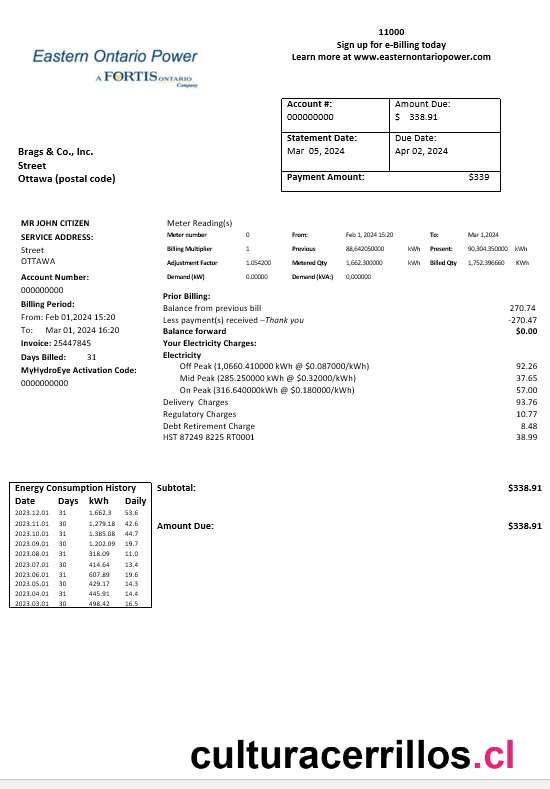 11000
Sign up for e-Billing today
Learn more at www.easternontariopower.com
Eastern Ontario Power
A FORTIS ONTARIO
Company
Account #: Amount Due:
000000000 $ 338.91
Statement Date: Due Date:
Mar 05, 2024 Apr 02, 2024
Payment Amount: $339
Brags & Co., Inc.
Street
Ottawa (postal code)
MR JOHN CITIZEN
SERVICE ADDRESS:
Street
OTTAWA
Account Number:
000000000
Billing Period:
From: Feb 01,2024 15:20
To: Mar 01,2024 16:20
Invoice: 25447845
Days Billed: 31
MyHydroEye Activation Code:
0000000000
Meter Reading(s)
Meter number 0 From: Feb 1, 2024 15:20 To: Mar 1,2024
Billing Multiplier 1 Previous 88,642050000 kWh Present: 90,304.350000 kWh
Adjustment Factor 1.054200 Metered Qty 1,662.300000 kWh Billed Qty 1,752.396660 KWh
Demand (kW) 0.00000 Demand (kVA:) 0,000000
Prior Billing:
Balance from previous bill 270.74
Less payment(s) received –Thank you -270.47
Balance forward $0.00
Your Electricity Charges:
Electricity
Off Peak (1,0660.410000 kWh @ $0.087000/kWh) 92.26
Mid Peak (285.250000 kWh @ $0.32000/kWh) 37.65
On Peak (316.640000kWh @ $0.180000/kWh) 57.00
Delivery Charges 93.76
Regulatory Charges 10.77
Debt Retirement Charge 8.48
HST 87249 8225 RT0001 38.99
Energy Consumption History
Date Days kWh Daily
2023.12.01 31 1,662.3 53.6
2023.11.01 30 1,279.18 42.6
2023.10.01 31 1,385.08 44.7
2023.09.01 30 1,202.09 19.7
2023.08.01 31 318.09 11.0
2023.07.01 30 414.64 13.4
2023.06.01 31 607.89 19.6
2023.05.01 30 429.17 14.3
2023.04.01 31 445.91 14.4
2023.03.01 30 498.42 16.5
Subtotal: $338.91
Amount Due: $338.91
culturacerrillos.cl